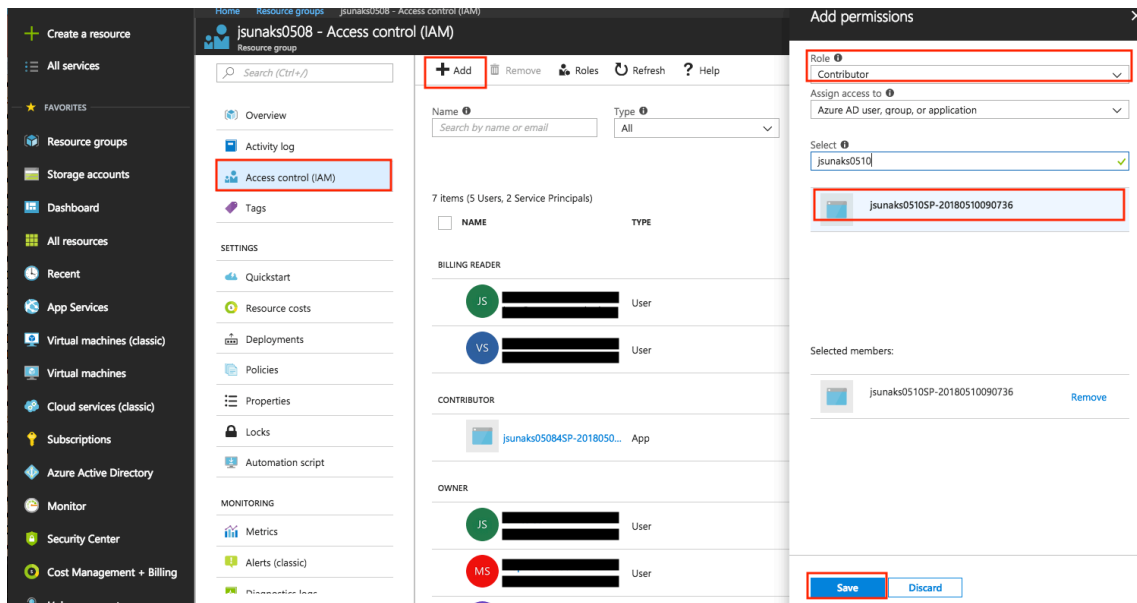 Home Resource groups jsunaks0508 - Access control (IAM)
jsunaks0508 - Access control (IAM)
Resource group
Create a resource
All services
FAVORITES
Resource groups
Storage accounts
Dashboard
All resources
Recent
App Services
Virtual machines (classic)
Virtual machines
Cloud services (classic)
Subscriptions
Azure Active Directory
Monitor
Security Center
Cost Management + Billing
Search (Ctrl+/)
Overview
Activity log
Access control (IAM)
Tags
SETTINGS
Quickstart
Resource costs
Deployments
Policies
Properties
Locks
Automation script
MONITORING
Metrics
Alerts (classic)
Diagnostics logs
Add Remove Roles Refresh ? Help
Name Type
Search by name or email All
7 items (5 Users, 2 Service Principals)
NAME TYPE
BILLING READER
JS User
VS User
CONTRIBUTOR
jsunaks05084SP-2018050... App
OWNER
JS User
MS User
Add permissions
Role
Contributor
Assign access to
Azure AD user, group, or application
Select
jsunaks0510
jsunaks0510SP-20180510090736
Selected members:
jsunaks0510SP-20180510090736
Remove
Save Discard